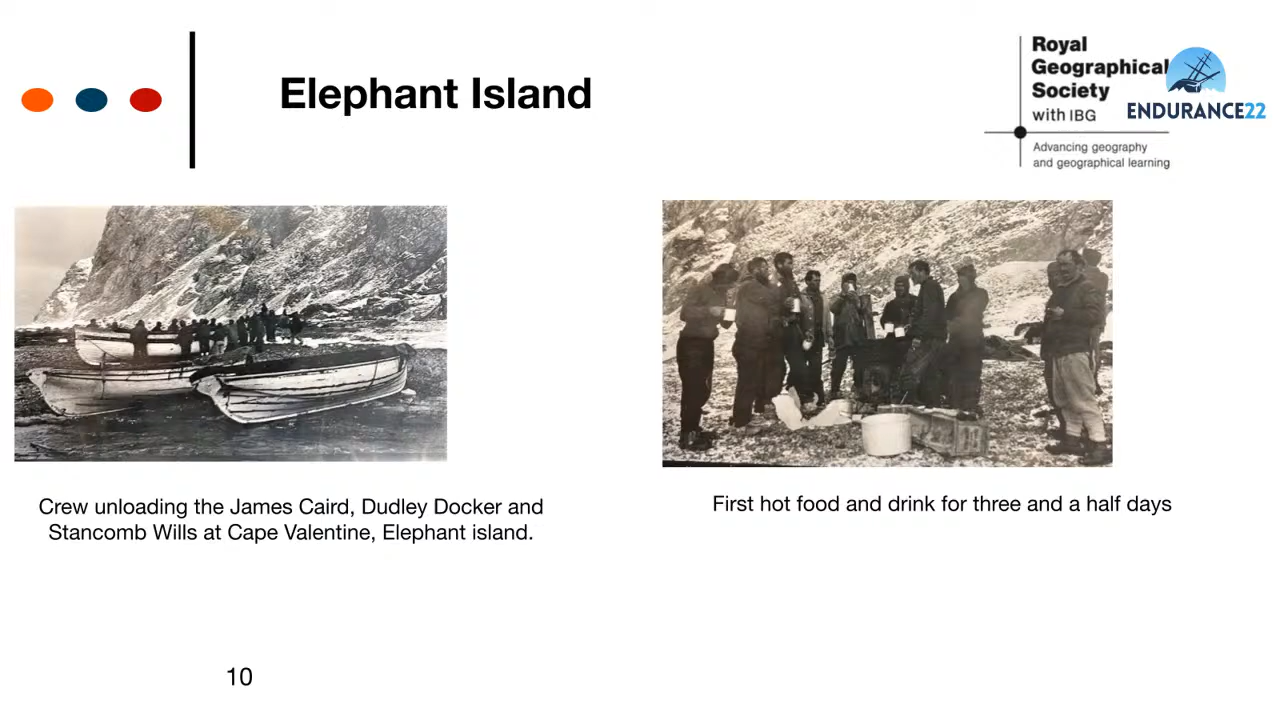 Elephant Island
Royal
Geographical
Society
with IBG
Advancing geography
and geographical learning
ENDURANCE22
Crew unloading the James Caird, Dudley Docker and
Stancomb Wills at Cape Valentine, Elephant island.
First hot food and drink for three and a half days
10